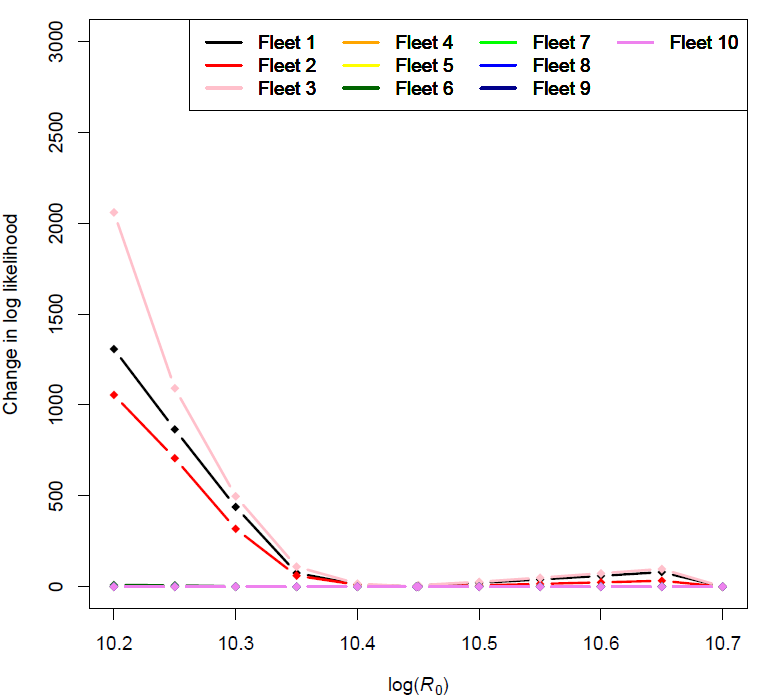 Fleet 1 Fleet 4 Fleet 7 Fleet 10
Fleet 2 Fleet 5 Fleet 8
Fleet 3 Fleet 6 Fleet 9
3000
2500
2000
1500
1000
500
0
Change in log likelihood
10.2 10.3 10.4 10.5 10.6 10.7
log(R₀)